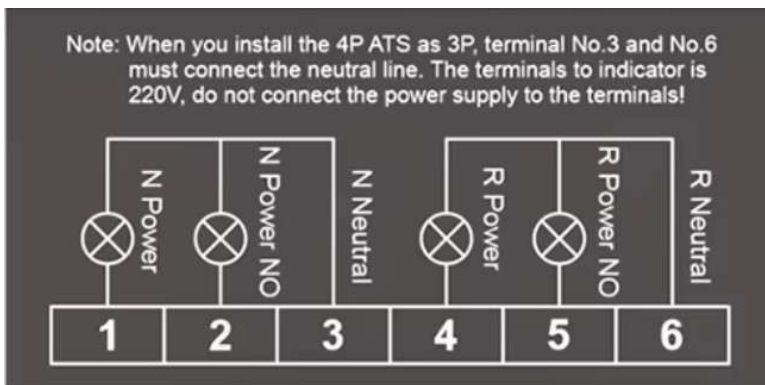 Note: When you install the 4P ATS as 3P, terminal No.3 and No.6
must connect the neutral line. The terminals to indicator is
220V, do not connect the power supply to the terminals!
N Power
N Power NO
N Neutral
R Power
R Power NO
R Neutral
1 2 3 4 5 6